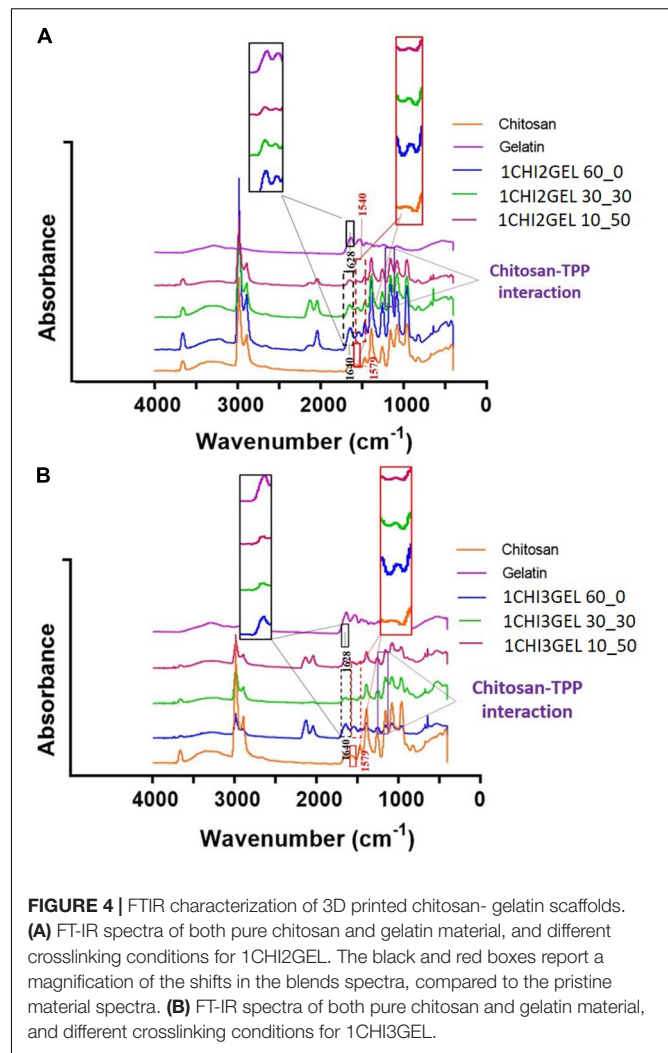 A
Chitosan
Gelatin
1CHI2GEL 60_0
1CHI2GEL 30_30
1CHI2GEL 10_50
1540
1628
Chitosan-TPP
interaction
1640
1579
Absorbance
4000 3000 2000 1000 0
Wavenumber (cm-1)
B
Chitosan
Gelatin
1CHI3GEL 60_0
1CHI3GEL 30_30
1CHI3GEL 10_50
1628
Chitosan-TPP
interaction
1640
1579
Absorbance
4000 3000 2000 1000 0
Wavenumber (cm-1)
FIGURE 4 | FTIR characterization of 3D printed chitosan- gelatin scaffolds.
(A) FT-IR spectra of both pure chitosan and gelatin material, and different
crosslinking conditions for 1CHI2GEL. The black and red boxes report a
magnification of the shifts in the blends spectra, compared to the pristine
material spectra. (B) FT-IR spectra of both pure chitosan and gelatin material,
and different crosslinking conditions for 1CHI3GEL.